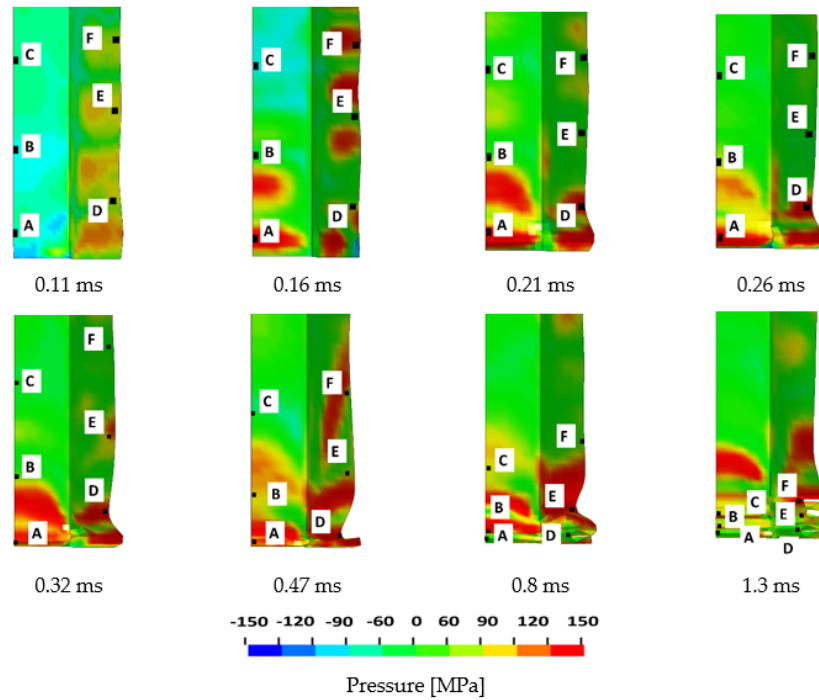 F F F F
C C C C
E E E E
B B B B
A D A D A D A D
0.11 ms 0.16 ms 0.21 ms 0.26 ms
F F
C F C F
E E C
B B B E F
D D C E
A A A D B A D
0.32 ms 0.47 ms 0.8 ms 1.3 ms
-150 -90 -60 0 60 90 120 150
Pressure [MPa]